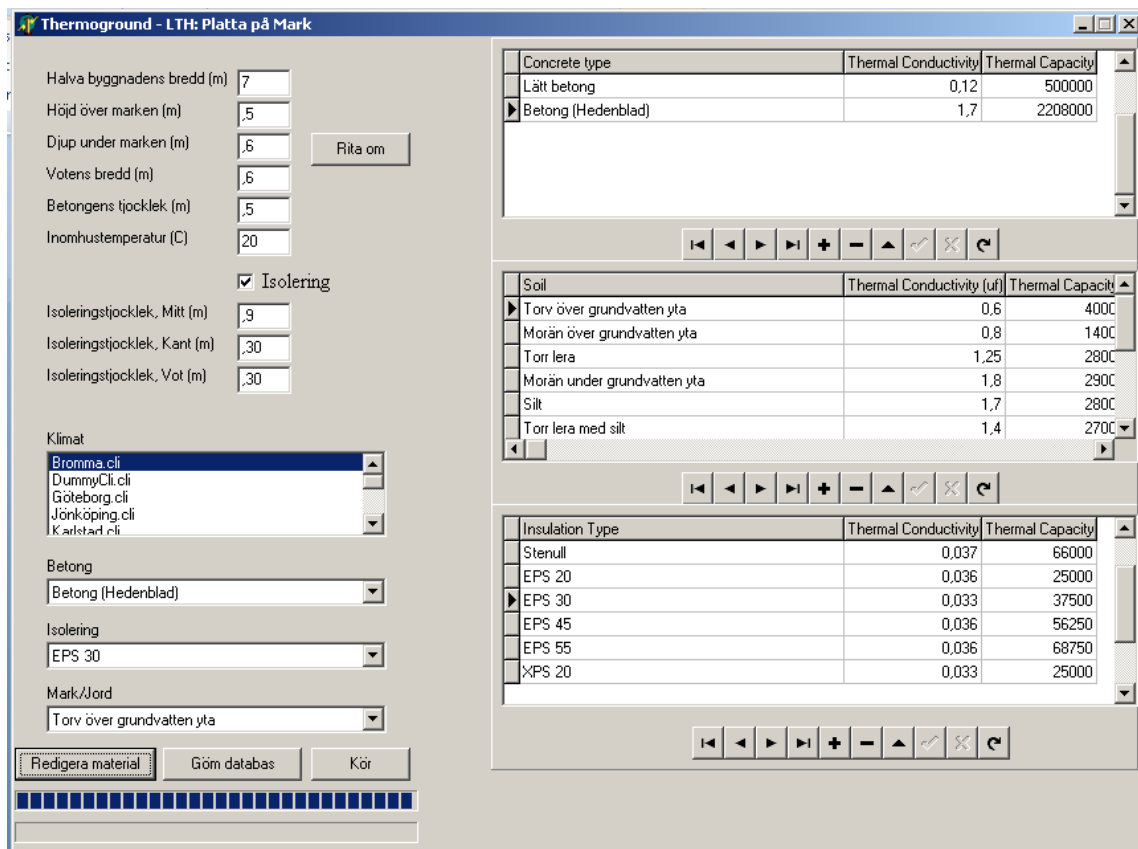 Thermoground - LTH: Platta på Mark
Halva byggnadens bredd (m) 7
Höjd över marken (m) ,5
Djup under marken (m) ,6
Rita om
Votens bredd (m) ,6
Betongens tjocklek (m) ,5
Inomhustemperatur (C) 20
Isolering
Isoleringstjocklek, Mitt (m) ,9
Isoleringstjocklek, Kant (m) ,30
Isoleringstjocklek, Vot (m) ,30
Klimat
Bromma.cli
DummyCli.cli
Göteborg.cli
Jönköping.cli
Karlstad.cli
Betong
Betong (Hedenblad)
Isolering
EPS 30
Mark/Jord
Torv över grundvatten yta
Redigera material Göm databas Kör
Concrete type Thermal Conductivity Thermal Capacity
Lätt betong 0,12 500000
Betong (Hedenblad) 1,7 2208000
Soil Thermal Conductivity (uf) Thermal Capacity
Torv över grundvatten yta 0,6 4000
Morän över grundvatten yta 0,8 1400
Torr lera 1,25 2800
Morän under grundvatten yta 1,8 2900
Silt 1,7 2800
Torr lera med silt 1,4 2700
Insulation Type Thermal Conductivity Thermal Capacity
Stenull 0,037 66000
EPS 20 0,036 25000
EPS 30 0,033 37500
EPS 45 0,036 56250
EPS 55 0,036 68750
XPS 20 0,033 25000